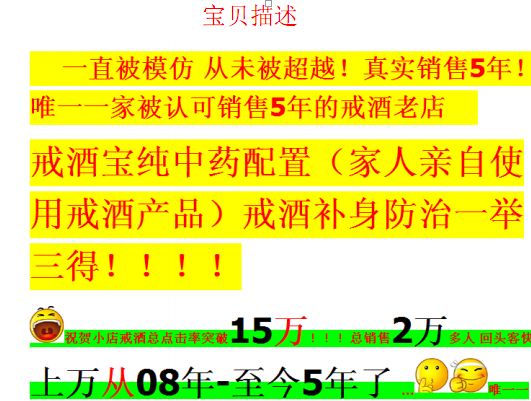 宝贝描述
一直被模仿 从未被超越！真实销售5年！
唯一一家被认可销售5年的戒酒老店
戒酒宝纯中药配置（家人亲自使
用戒酒产品）戒酒补身防治一举
三得！！！！
祝贺小店戒酒总点击率突破15万！！！总销售2万多人 回头客快
上万从08年-至今5年了 ... 唯一一